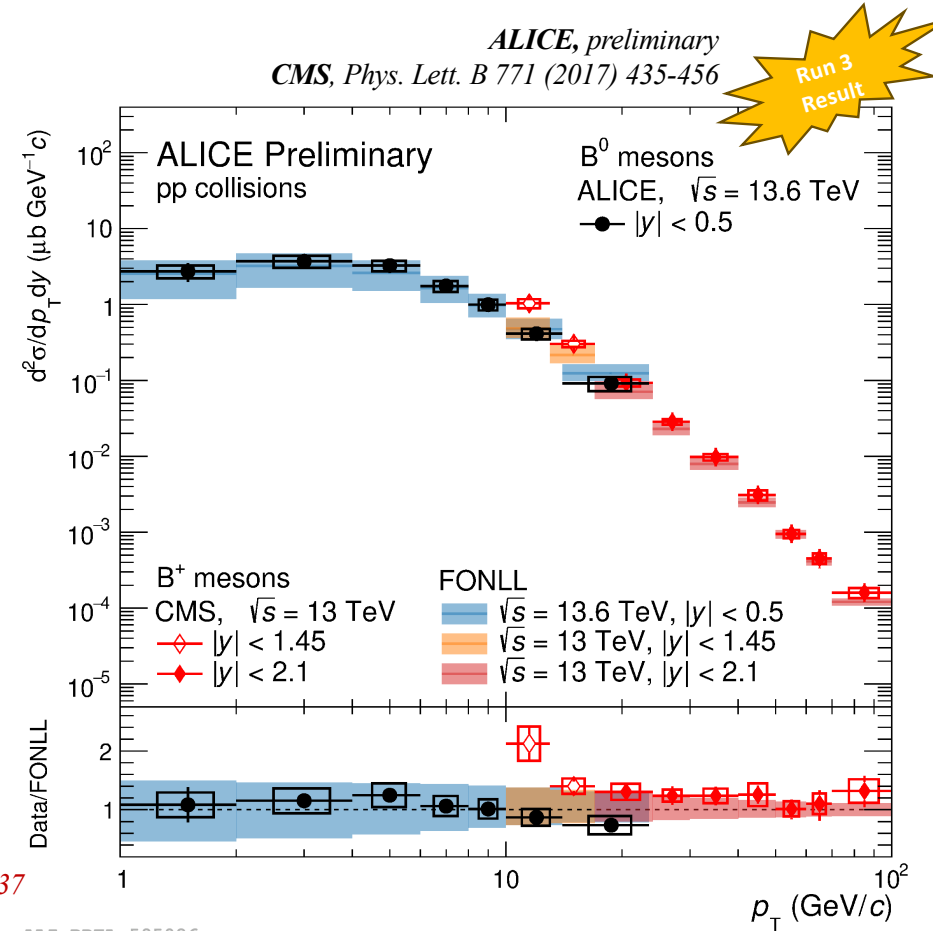 ALICE, preliminary
CMS, Phys. Lett. B 771 (2017) 435-456
Run 3
Result
ALICE Preliminary
pp collisions
B⁰ mesons
ALICE, √s = 13.6 TeV
|y| < 0.5
d²σ/dp_T dy (μb GeV⁻¹c)
10²
10
1
10⁻¹
10⁻²
10⁻³
10⁻⁴
10⁻⁵
B⁺ mesons
CMS, √s = 13 TeV
|y| < 1.45
|y| < 2.1
FONLL
√s = 13.6 TeV, |y| < 0.5
√s = 13 TeV, |y| < 1.45
√s = 13 TeV, |y| < 2.1
Data/FONLL
2
1
1
10
10²
p_T (GeV/c)
37